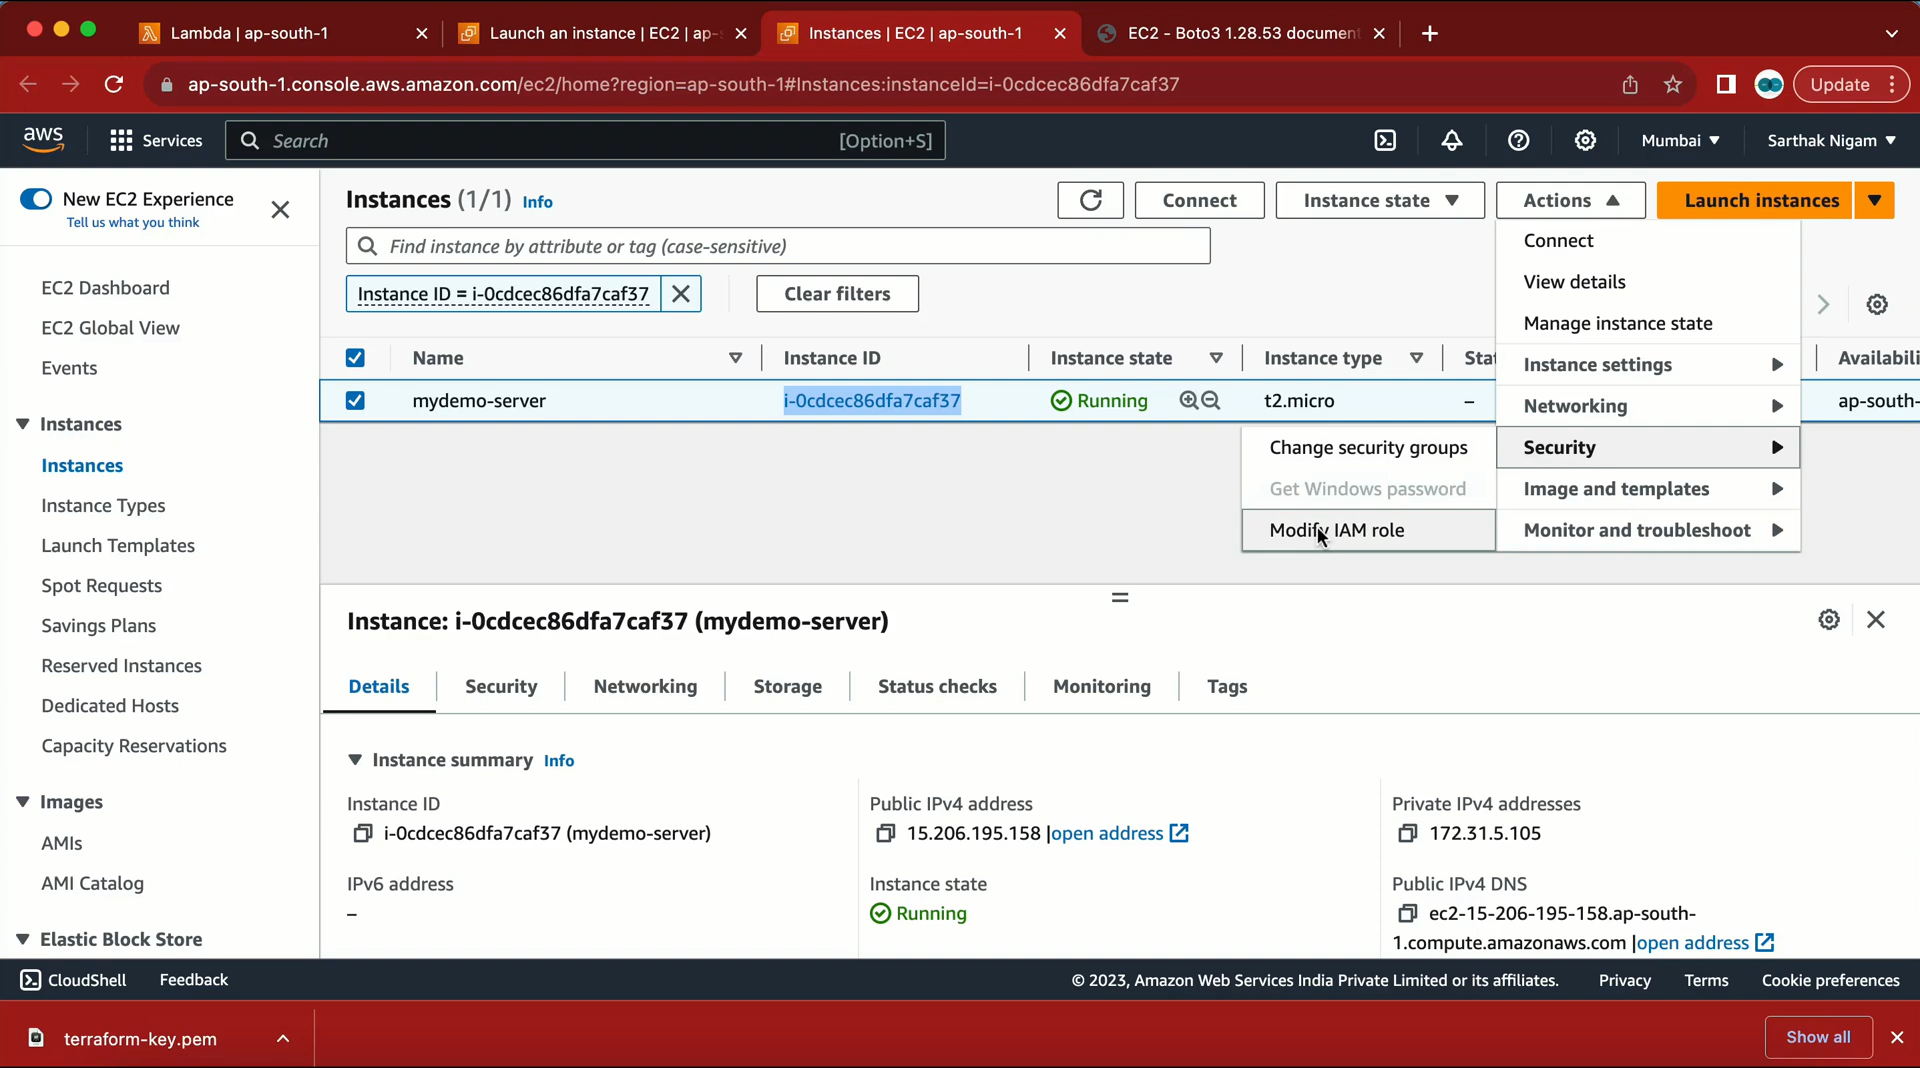 Lambda | ap-south-1
Launch an instance | EC2 | ap-s
Instances | EC2 | ap-south-1
EC2 - Boto3 1.28.53 document
ap-south-1.console.aws.amazon.com/ec2/home?region=ap-south-1#Instances:instanceId=i-0cdcec86dfa7caf37
Update
aws
Services
Search
[Option+S]
Mumbai
Sarthak Nigam
New EC2 Experience
Tell us what you think
EC2 Dashboard
EC2 Global View
Events
Instances
Instances
Instance Types
Launch Templates
Spot Requests
Savings Plans
Reserved Instances
Dedicated Hosts
Capacity Reservations
Images
AMIs
AMI Catalog
Elastic Block Store
Instances (1/1) Info
Connect
Instance state
Actions
Launch instances
Find instance by attribute or tag (case-sensitive)
Instance ID = i-0cdcec86dfa7caf37
Clear filters
Name
Instance ID
Instance state
Instance type
Stat
Availabili
mydemo-server
i-0cdcec86dfa7caf37
Running
t2.micro
–
ap-south-
Connect
View details
Manage instance state
Instance settings
Networking
Security
Image and templates
Monitor and troubleshoot
Change security groups
Get Windows password
Modify IAM role
Instance: i-0cdcec86dfa7caf37 (mydemo-server)
Details
Security
Networking
Storage
Status checks
Monitoring
Tags
Instance summary Info
Instance ID
i-0cdcec86dfa7caf37 (mydemo-server)
Public IPv4 address
15.206.195.158 |open address
Private IPv4 addresses
172.31.5.105
IPv6 address
–
Instance state
Running
Public IPv4 DNS
ec2-15-206-195-158.ap-south-
1.compute.amazonaws.com |open address
CloudShell
Feedback
© 2023, Amazon Web Services India Private Limited or its affiliates.
Privacy
Terms
Cookie preferences
terraform-key.pem
Show all